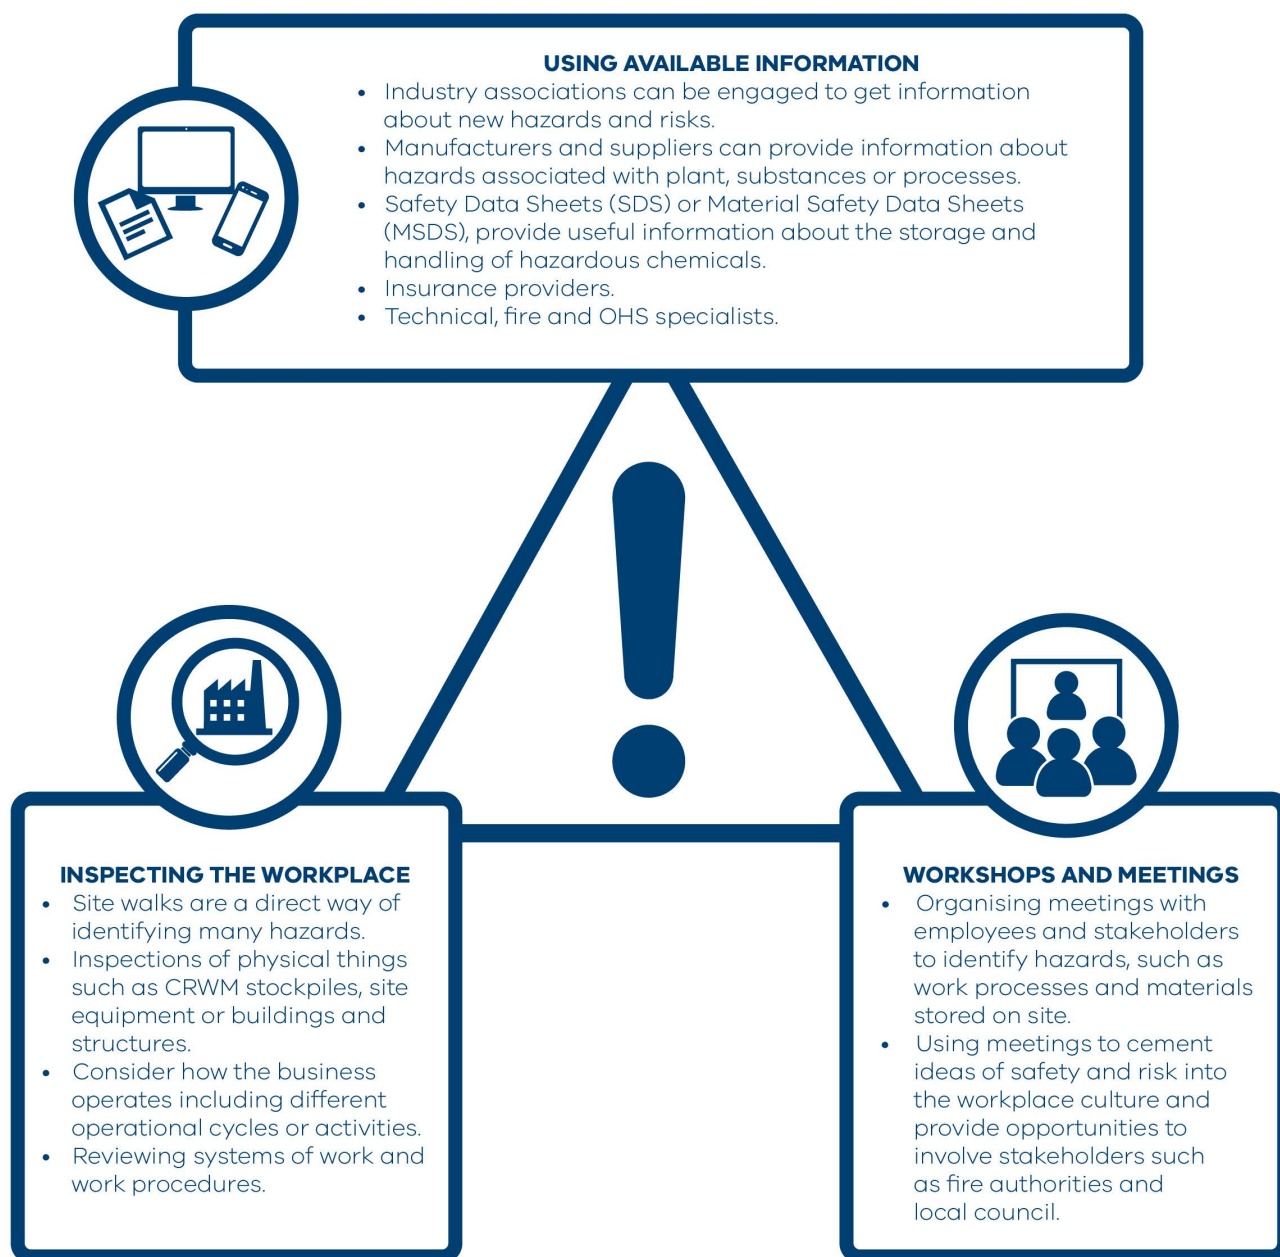 USING AVAILABLE INFORMATION
• Industry associations can be engaged to get information
about new hazards and risks.
• Manufacturers and suppliers can provide information about
hazards associated with plant, substances or processes.
• Safety Data Sheets (SDS) or Material Safety Data Sheets
(MSDS), provide useful information about the storage and
handling of hazardous chemicals.
• Insurance providers.
• Technical, fire and OHS specialists.
!
INSPECTING THE WORKPLACE
• Site walks are a direct way of
identifying many hazards.
• Inspections of physical things
such as CRWM stockpiles, site
equipment or buildings and
structures.
• Consider how the business
operates including different
operational cycles or activities.
• Reviewing systems of work and
work procedures.
WORKSHOPS AND MEETINGS
• Organising meetings with
employees and stakeholders
to identify hazards, such as
work processes and materials
stored on site.
• Using meetings to cement
ideas of safety and risk into
the workplace culture and
provide opportunities to
involve stakeholders such
as fire authorities and
local council.